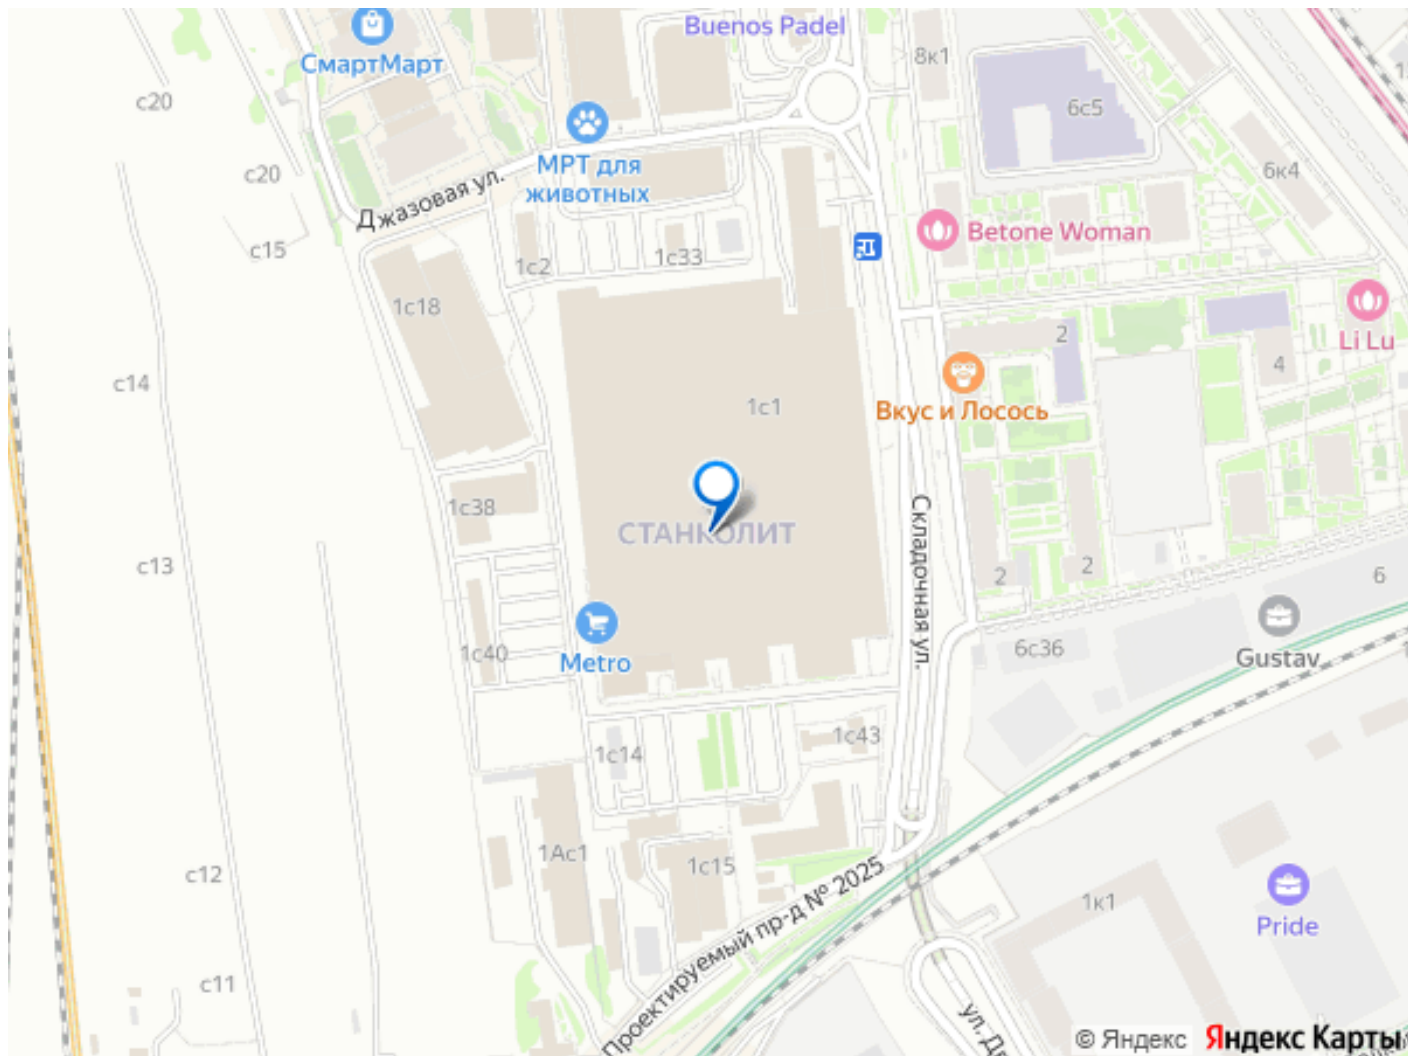 Buenos Padel
СмартМарт
8к1
с20
6с5
МРТ для
животных
6к4
с20
Джазовая ул.
Betone Woman
с15
1с2
1с33
1с18
2
Li Lu
4
с14
Вкус и Лосось
1с1
1с38
Складочная ул.
СТАНКОЛИТ
с13
2
2
6
6с36
1с40
Metro
Gustav
1с14
1с43
1Ас1
1с15
с12
Проектируемый пр-д № 2025
1к1
Pride
с11
© Яндекс Яндекс Карты